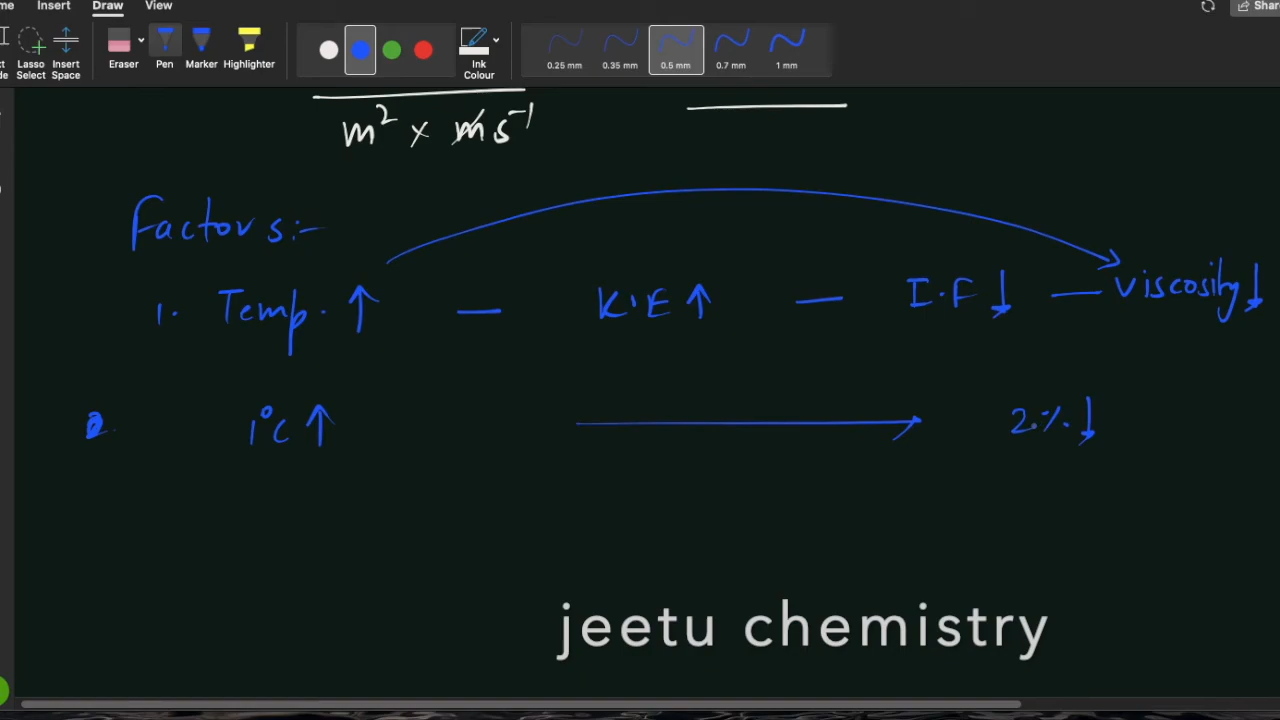 me Insert Draw View Shar
Lasso Select
Insert Space
Eraser
Pen
Marker
Highlighter
Ink Colour
0.25 mm
0.35 mm
0.5 mm
0.7 mm
1 mm
m² × ms⁻¹
Factors:-
1. Temp. ↑ — K.E ↑ — I.F ↓ — viscosity ↓
2. 1°C ↑ → 2% ↓
jeetu chemistry